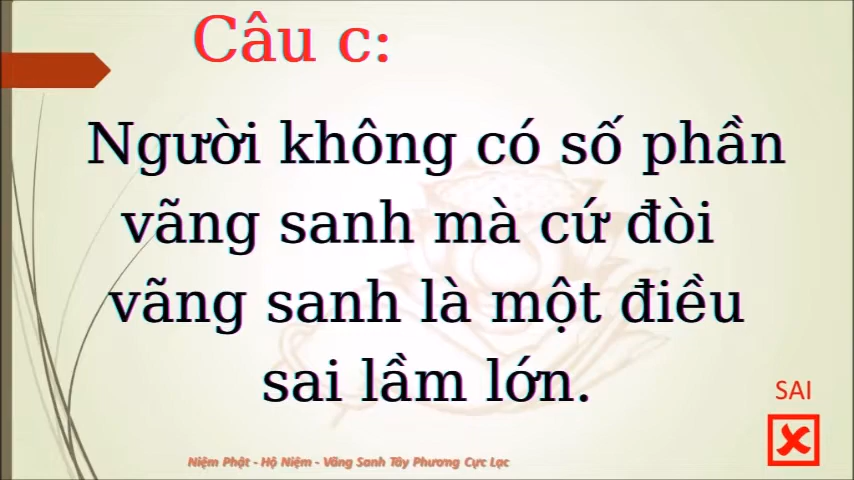 Câu c:
Người không có số phần
vãng sanh mà cứ đòi
vãng sanh là một điều
sai lầm lớn.
SAI
Niệm Phật - Hộ Niệm - Vãng Sanh Tây Phương Cực Lạc